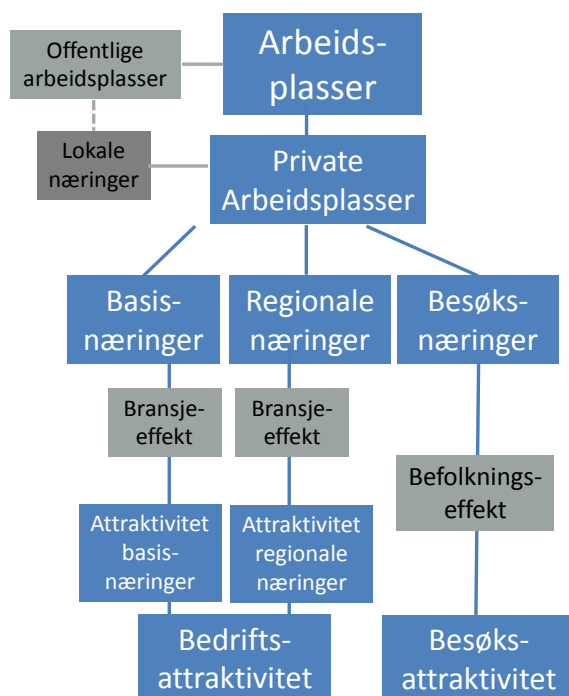 Arbeids-
plasser
Offentlige
arbeidsplasser
Lokale
næringer
Private
Arbeidsplasser
Basis-
næringer
Regionale
næringer
Besøks-
næringer
Bransje-
effekt
Bransje-
effekt
Befolknings-
effekt
Attraktivitet
basis-
næringer
Attraktivitet
regionale
næringer
Bedrifts-
attraktivitet
Besøks-
attraktivitet